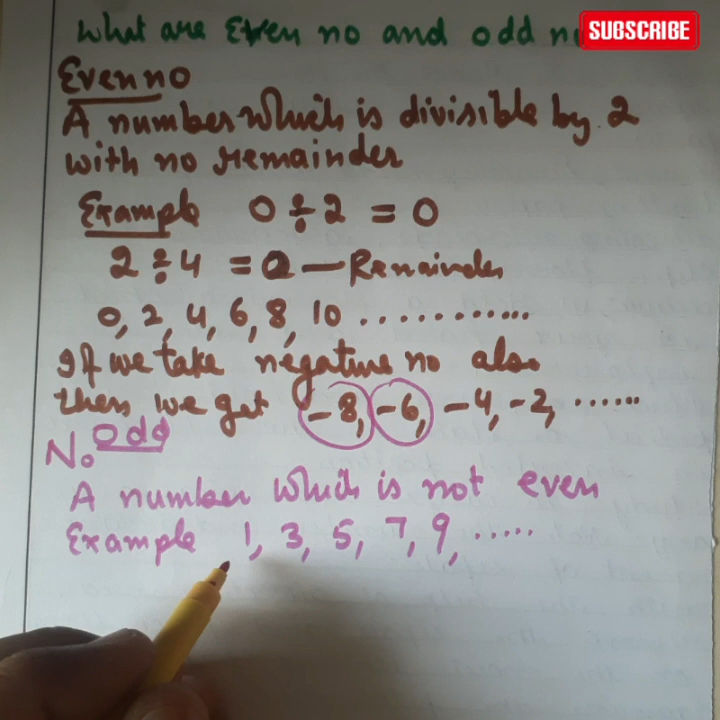 What are Even no and odd n
SUBSCRIBE
Even no
A number which is divisible by 2
with no remainder
Example 0 ÷ 2 = 0
2 ÷ 4 = 0 — Remainder
0, 2, 4, 6, 8, 10 ............
If we take negative no also
then we get -8, -6, -4, -2, ......
No Odd
A number which is not even
Example 1, 3, 5, 7, 9, .....